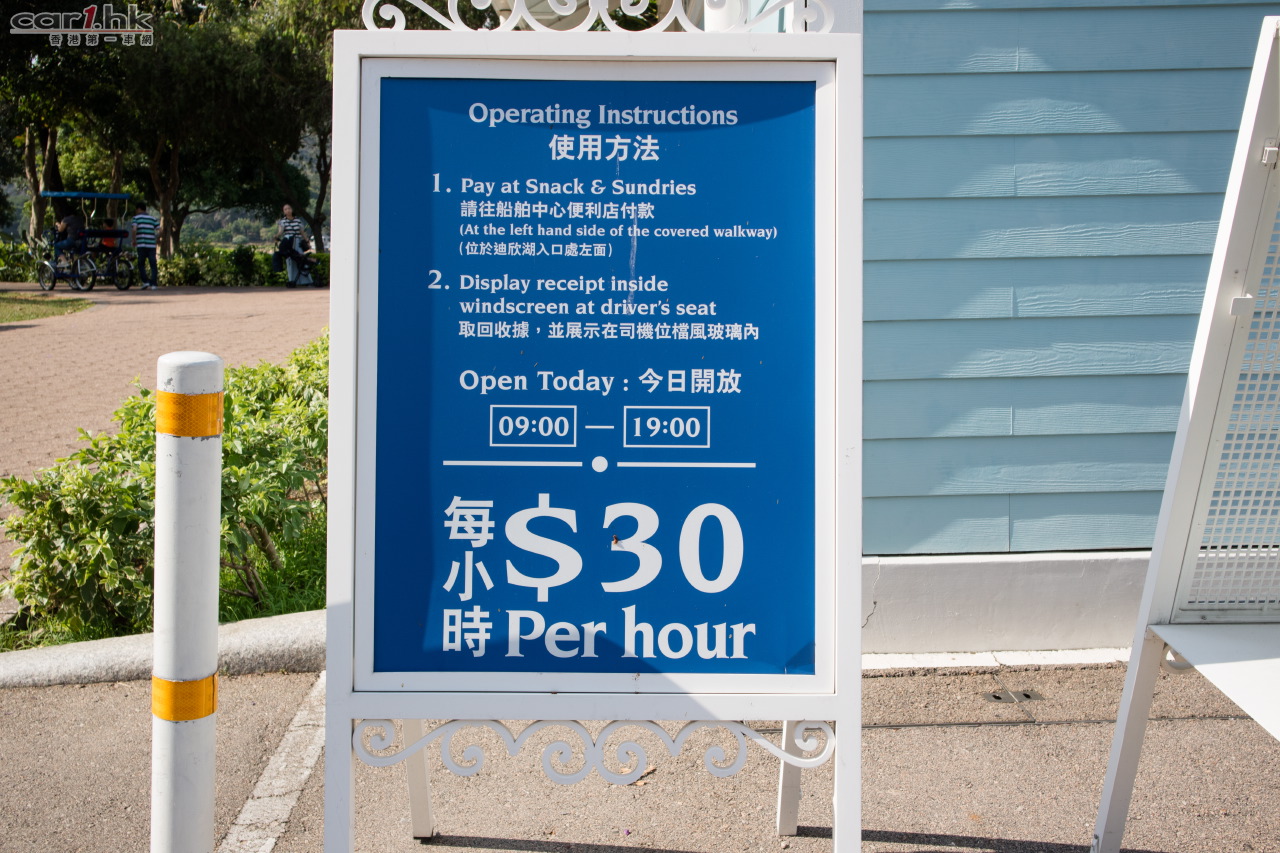 car1.hk
香港第一車網
Operating Instructions
使用方法
1. Pay at Snack & Sundries
請往船舶中心便利店付款
(At the left hand side of the covered walkway)
(位於迪欣湖入口處左面)
2. Display receipt inside
windscreen at driver's seat
取回收據，並展示在司機位檔風玻璃內
Open Today : 今日開放
09:00 — 19:00
每小時 $30
Per hour